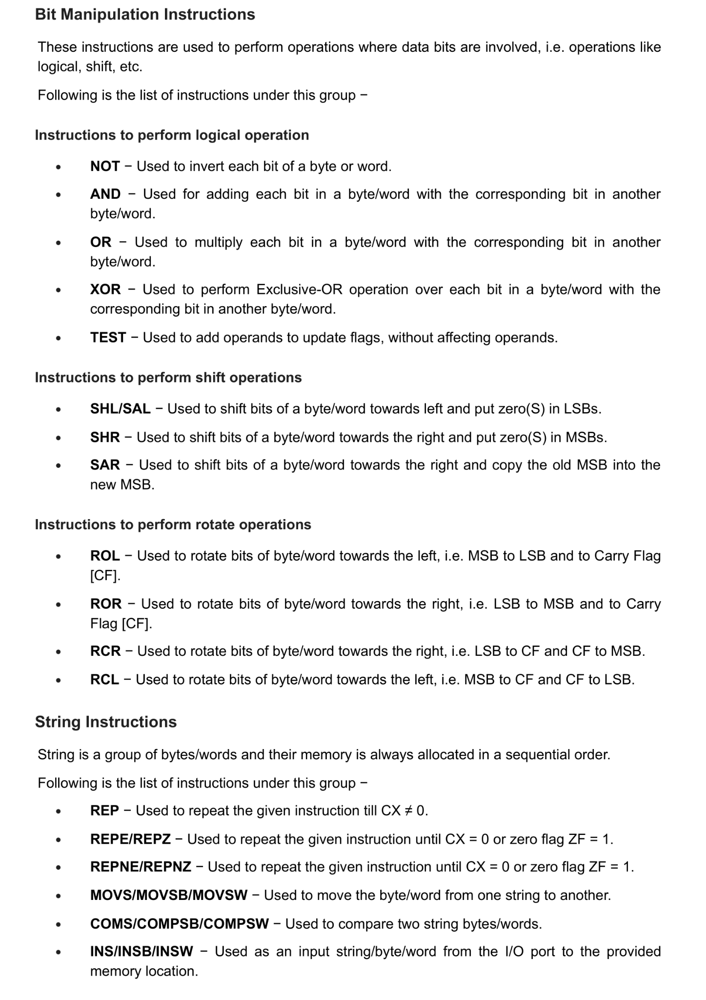 Bit Manipulation Instructions
These instructions are used to perform operations where data bits are involved, i.e. operations like
logical, shift, etc.
Following is the list of instructions under this group −
Instructions to perform logical operation
• NOT − Used to invert each bit of a byte or word.
• AND − Used for adding each bit in a byte/word with the corresponding bit in another
byte/word.
• OR − Used to multiply each bit in a byte/word with the corresponding bit in another
byte/word.
• XOR − Used to perform Exclusive-OR operation over each bit in a byte/word with the
corresponding bit in another byte/word.
• TEST − Used to add operands to update flags, without affecting operands.
Instructions to perform shift operations
• SHL/SAL − Used to shift bits of a byte/word towards left and put zero(S) in LSBs.
• SHR − Used to shift bits of a byte/word towards the right and put zero(S) in MSBs.
• SAR − Used to shift bits of a byte/word towards the right and copy the old MSB into the
new MSB.
Instructions to perform rotate operations
• ROL − Used to rotate bits of byte/word towards the left, i.e. MSB to LSB and to Carry Flag
[CF].
• ROR − Used to rotate bits of byte/word towards the right, i.e. LSB to MSB and to Carry
Flag [CF].
• RCR − Used to rotate bits of byte/word towards the right, i.e. LSB to CF and CF to MSB.
• RCL − Used to rotate bits of byte/word towards the left, i.e. MSB to CF and CF to LSB.
String Instructions
String is a group of bytes/words and their memory is always allocated in a sequential order.
Following is the list of instructions under this group −
• REP − Used to repeat the given instruction till CX ≠ 0.
• REPE/REPZ − Used to repeat the given instruction until CX = 0 or zero flag ZF = 1.
• REPNE/REPNZ − Used to repeat the given instruction until CX = 0 or zero flag ZF = 1.
• MOVS/MOVSB/MOVSW − Used to move the byte/word from one string to another.
• COMS/COMPSB/COMPSW − Used to compare two string bytes/words.
• INS/INSB/INSW − Used as an input string/byte/word from the I/O port to the provided
memory location.